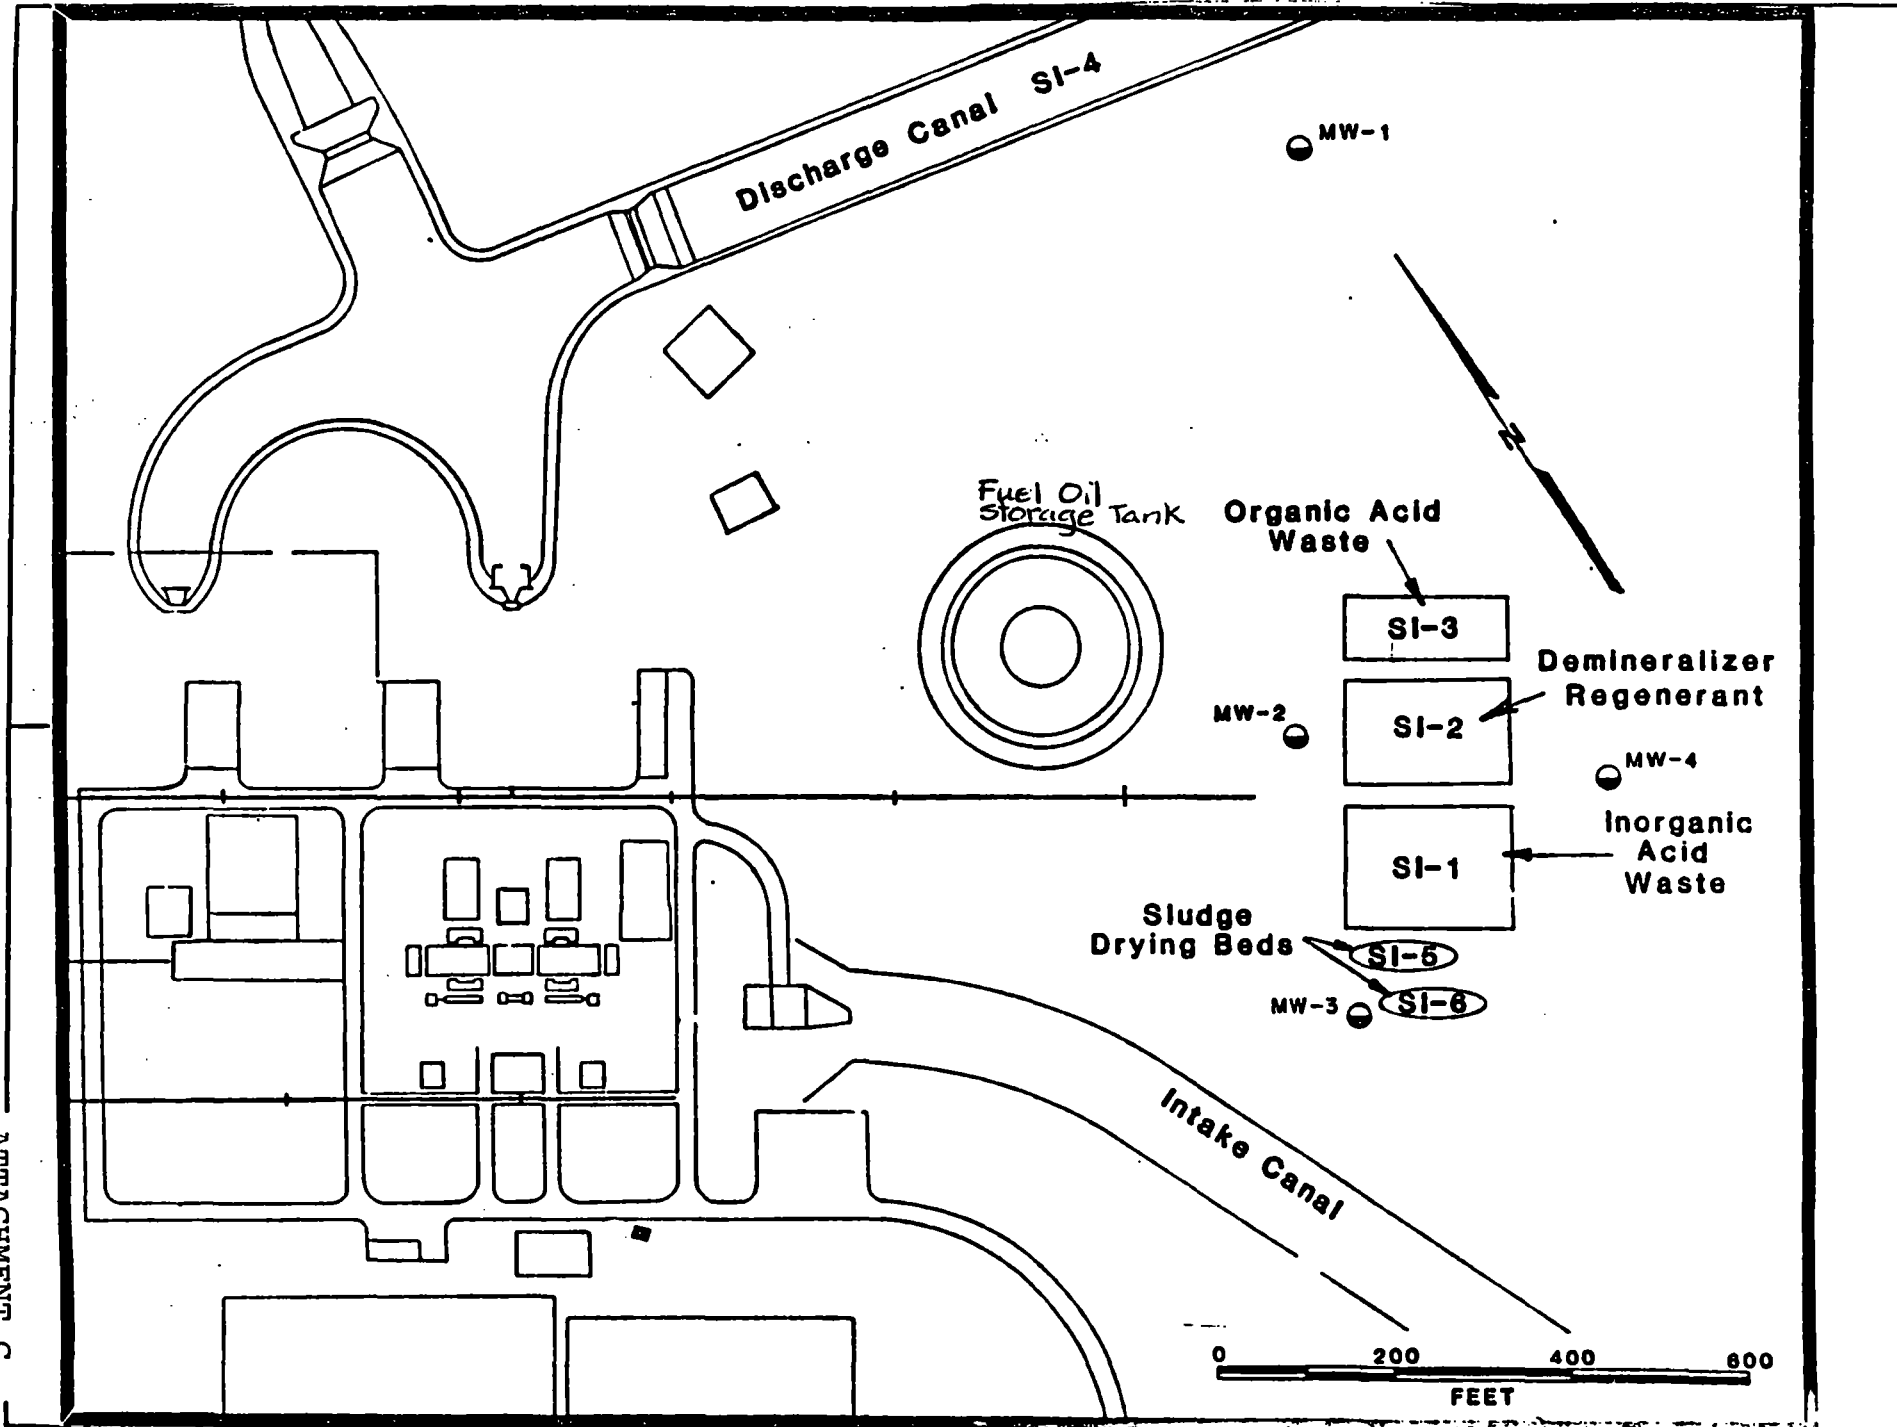 Discharge Canal SI-4
MW-1
N
Fuel Oil
Storage Tank
Organic Acid
Waste
SI-3
Demineralizer
Regenerant
SI-2
MW-2
MW-4
Inorganic
Acid
Waste
SI-1
Sludge
Drying Beds
SI-5
SI-6
MW-3
Intake Canal
0 200 400 600
FEET